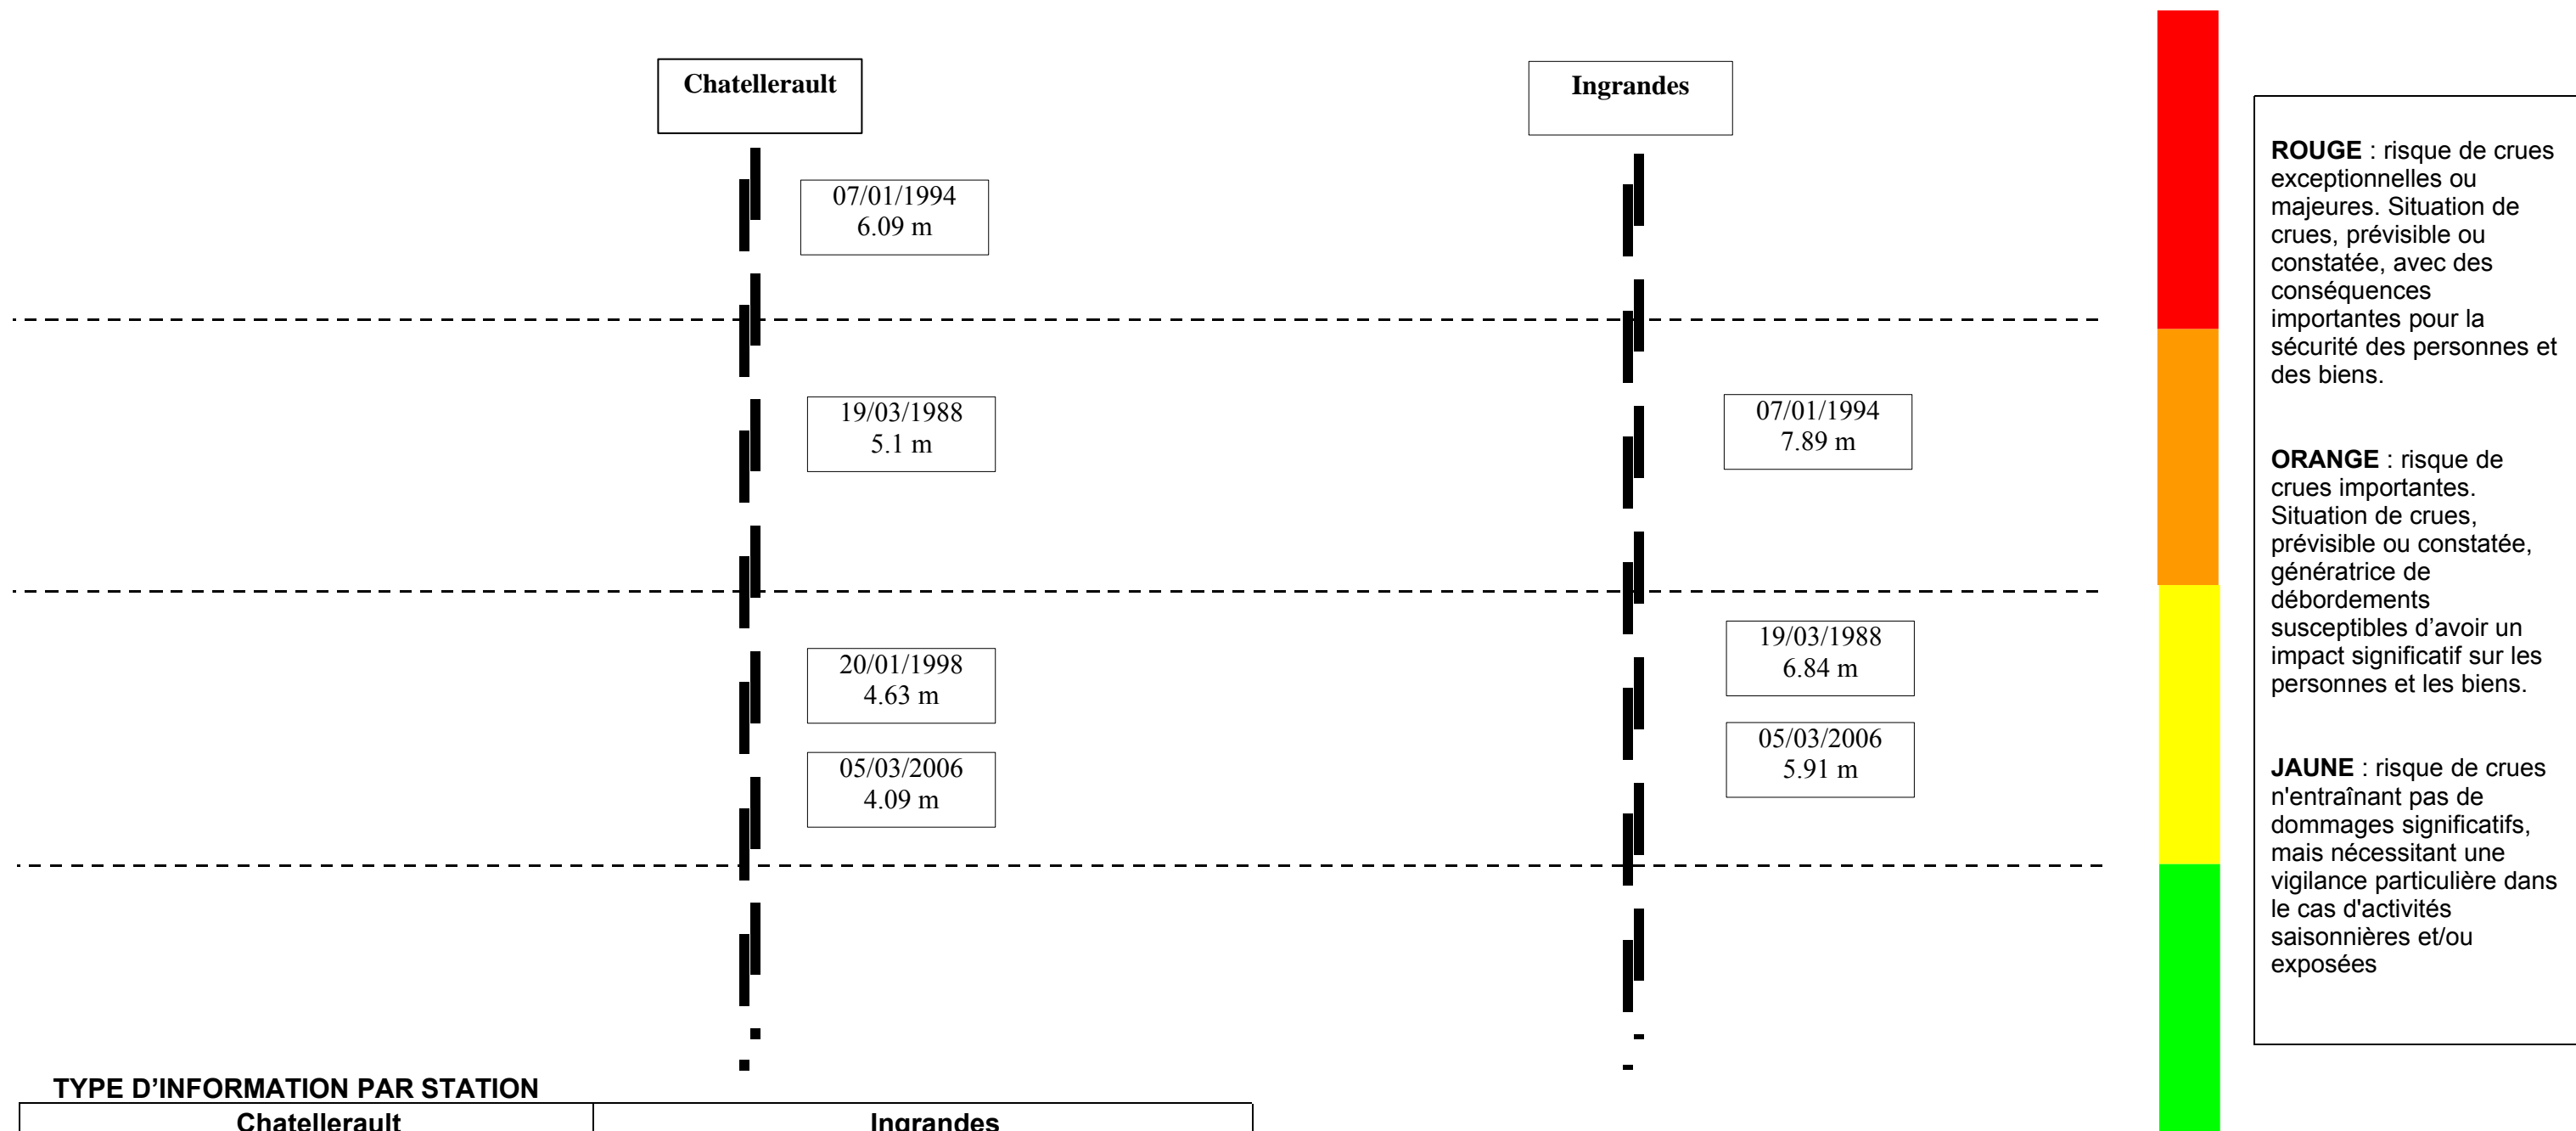 Chatellerault
Ingrandes
07/01/1994
6.09 m
19/03/1988
5.1 m
07/01/1994
7.89 m
20/01/1998
4.63 m
19/03/1988
6.84 m
05/03/2006
4.09 m
05/03/2006
5.91 m
ROUGE : risque de crues
exceptionnelles ou
majeures. Situation de
crues, prévisible ou
constatée, avec des
conséquences
importantes pour la
sécurité des personnes et
des biens.
ORANGE : risque de
crues importantes.
Situation de crues,
prévisible ou constatée,
génératrice de
débordements
susceptibles d’avoir un
impact significatif sur les
personnes et les biens.
JAUNE : risque de crues
n'entraînant pas de
dommages significatifs,
mais nécessitant une
vigilance particulière dans
le cas d'activités
saisonnières et/ou
exposées
TYPE D’INFORMATION PAR STATION
Chatellerault
Ingrandes